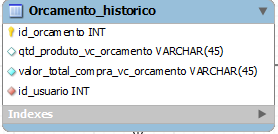 Orcamento_historico
id_orcamento INT
qtd_produto_vc_orcamento VARCHAR(45)
valor_total_compra_vc_orcamento VARCHAR(45)
id_usuario INT
Indexes